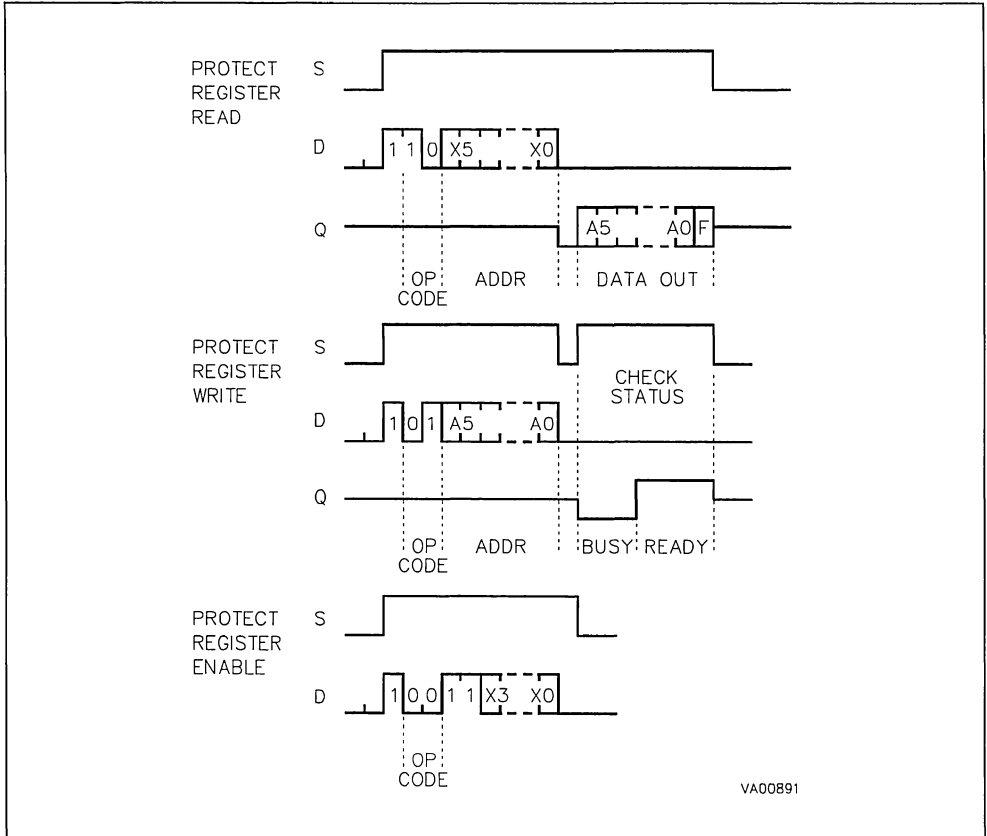 PROTECT
REGISTER
READ
S
D
1 1 0 X5 X0
Q
A5 A0 F
OP
CODE
ADDR
DATA OUT
PROTECT
REGISTER
WRITE
S
CHECK
STATUS
D
1 0 1 A5 A0
Q
OP
CODE
ADDR
BUSY READY
PROTECT
REGISTER
ENABLE
S
D
1 0 0 1 1 X3 X0
OP
CODE
VA00891